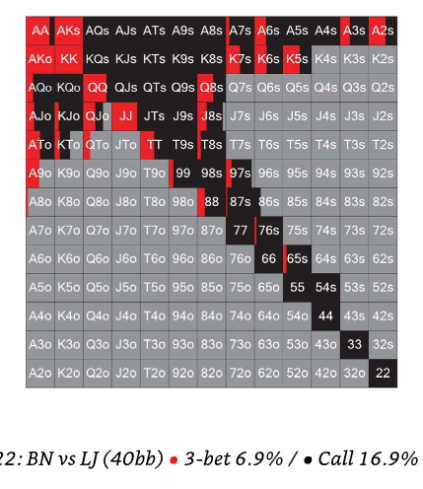 AA AKs AQs AJs ATs A9s A8s A7s A6s A5s A4s A3s A2s
AKo KK KQs KJs KTs K9s K8s K7s K6s K5s K4s K3s K2s
AQo KQo QQ QJs QTs Q9s Q8s Q7s Q6s Q5s Q4s Q3s Q2s
AJo KJo QJo JJ JTs J9s J8s J7s J6s J5s J4s J3s J2s
ATo KTo QTo JTo TT T9s T8s T7s T6s T5s T4s T3s T2s
A9o K9o Q9o J9o T9o 99 98s 97s 96s 95s 94s 93s 92s
A8o K8o Q8o J8o T8o 98o 88 87s 86s 85s 84s 83s 82s
A7o K7o Q7o J7o T7o 97o 87o 77 76s 75s 74s 73s 72s
A6o K6o Q6o J6o T6o 96o 86o 76o 66 65s 64s 63s 62s
A5o K5o Q5o J5o T5o 95o 85o 75o 65o 55 54s 53s 52s
A4o K4o Q4o J4o T4o 94o 84o 74o 64o 54o 44 43s 42s
A3o K3o Q3o J3o T3o 93o 83o 73o 63o 53o 43o 33 32s
A2o K2o Q2o J2o T2o 92o 82o 72o 62o 52o 42o 32o 22
22: BN vs LJ (40bb) • 3-bet 6.9% / • Call 16.9%